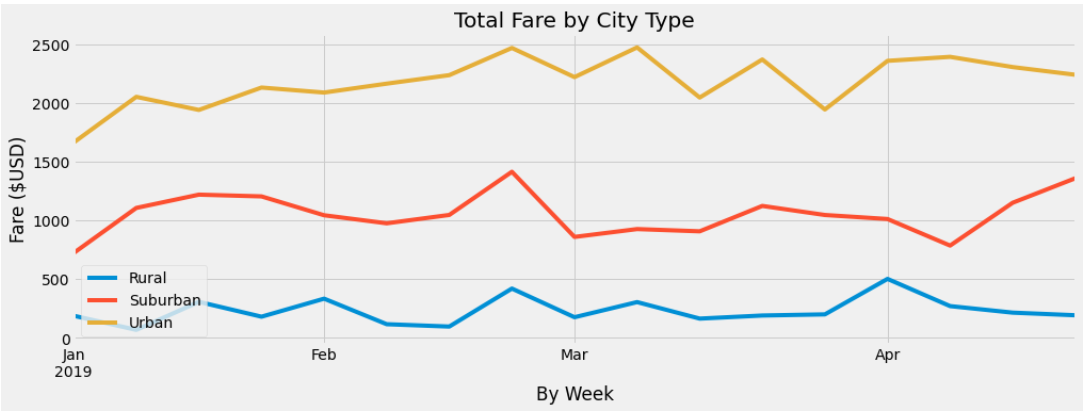 Total Fare by City Type
2500
2000
1500
1000
500
0
Fare ($USD)
Rural
Suburban
Urban
Jan Feb Mar Apr
2019
By Week